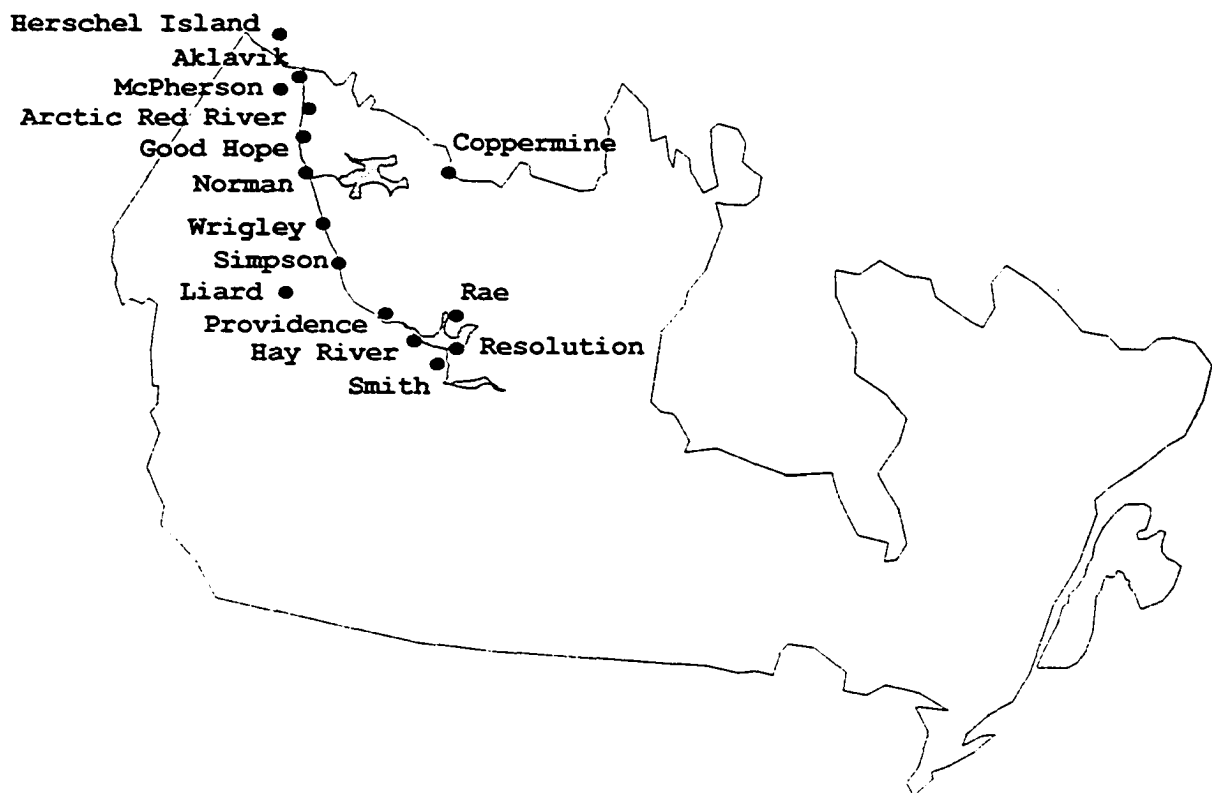 Herschel Island
Aklavik
McPherson
Arctic Red River
Good Hope
Coppermine
Norman
Wrigley
Simpson
Liard
Rae
Providence
Hay River
Resolution
Smith